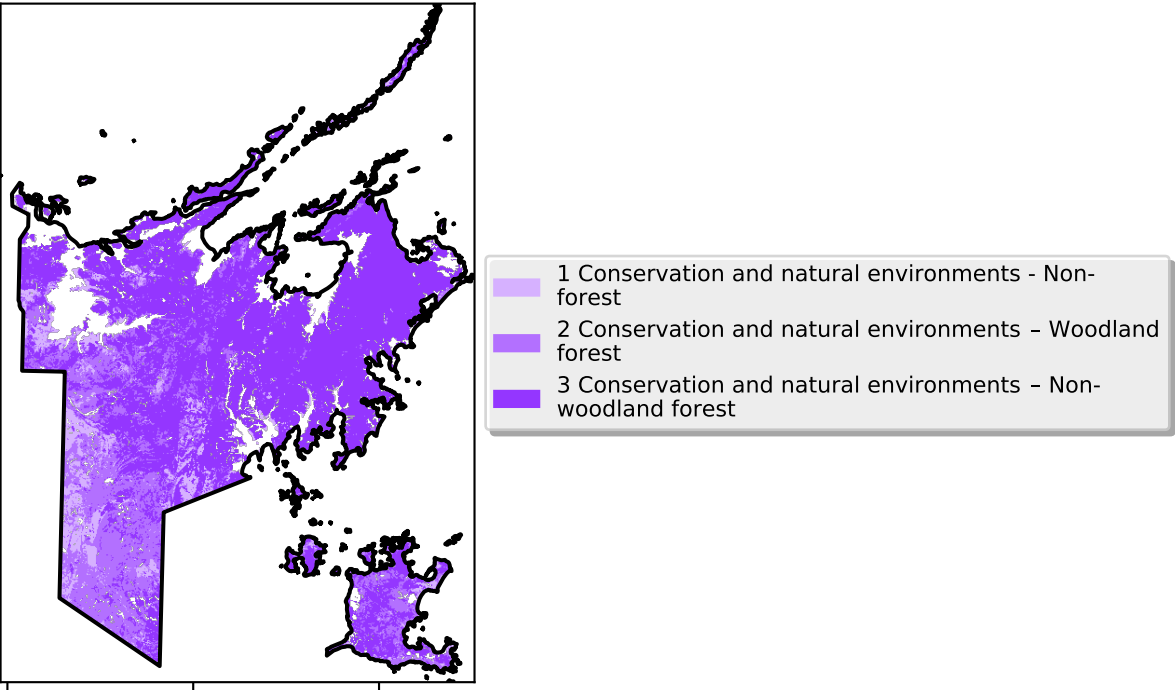 1 Conservation and natural environments - Non-
forest
2 Conservation and natural environments – Woodland
forest
3 Conservation and natural environments – Non-
woodland forest